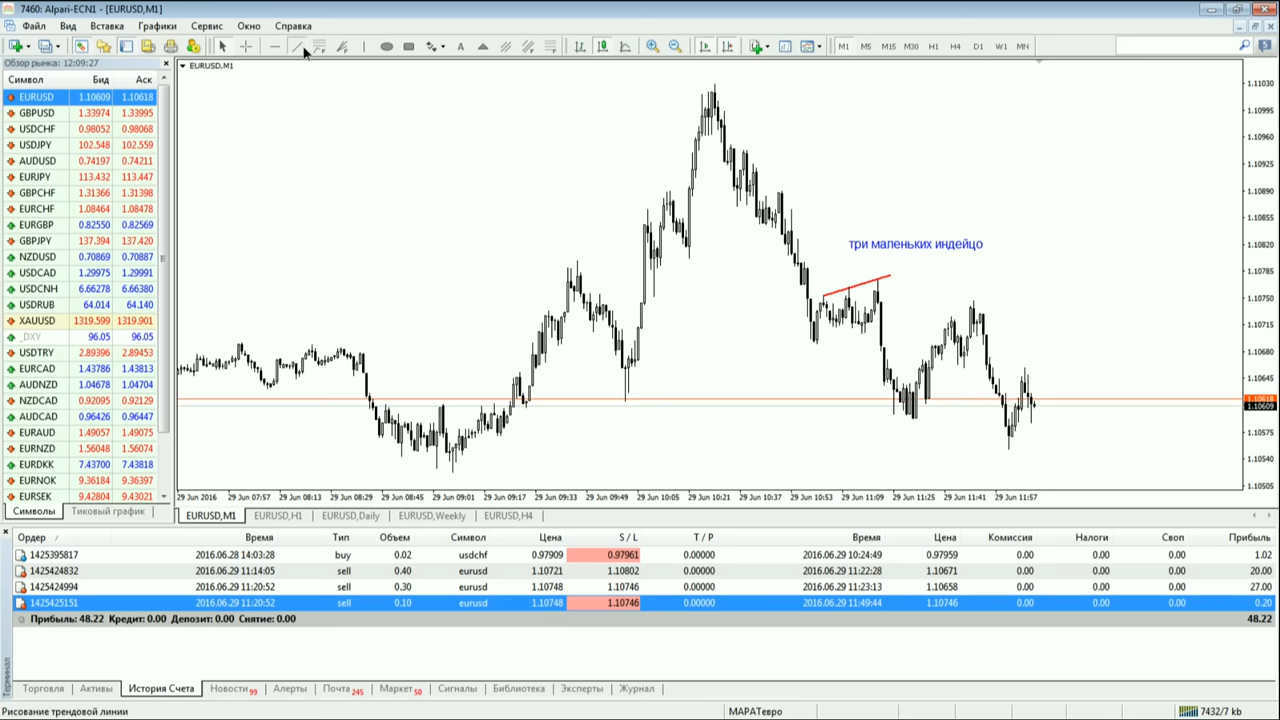 7460: Alpari-ECN1 - [EURUSD,M1]
Файл Вид Вставка Графики Сервис Окно Справка
A M1 M5 M15 M30 H1 H4 D1 W1 MN 5
Обзор рынка: 12:09:27
Символ Бид Аск
EURUSD 1.10609 1.10618
GBPUSD 1.33974 1.33995
USDCHF 0.98052 0.98068
USDJPY 102.548 102.559
AUDUSD 0.74197 0.74211
EURJPY 113.432 113.447
GBPCHF 1.31366 1.31398
EURCHF 1.08464 1.08478
EURGBP 0.82550 0.82569
GBPJPY 137.394 137.420
NZDUSD 0.70869 0.70887
USDCAD 1.29975 1.29991
USDCNH 6.66278 6.66380
USDRUB 64.014 64.140
XAUUSD 1319.599 1319.901
_DXY 96.05 96.05
USDTRY 2.89396 2.89453
EURCAD 1.43786 1.43813
AUDNZD 1.04678 1.04704
NZDCAD 0.92095 0.92129
AUDCAD 0.96426 0.96447
EURAUD 1.49057 1.49075
EURNZD 1.56048 1.56074
EURDKK 7.43700 7.43818
EURNOK 9.36184 9.36397
EURSEK 9.42804 9.43021
Символы Тиковый график
EURUSD,M1
три маленьких индейцо
1.11030
1.10995
1.10960
1.10925
1.10890
1.10855
1.10820
1.10785
1.10750
1.10715
1.10680
1.10645
1.10618
1.10609
1.10575
1.10540
1.10505
29 Jun 2016 29 Jun 07:57 29 Jun 08:13 29 Jun 08:29 29 Jun 08:45 29 Jun 09:01 29 Jun 09:17 29 Jun 09:33 29 Jun 09:49 29 Jun 10:05 29 Jun 10:21 29 Jun 10:37 29 Jun 10:53 29 Jun 11:09 29 Jun 11:25 29 Jun 11:41 29 Jun 11:57
EURUSD,M1 EURUSD,H1 EURUSD,Daily EURUSD,Weekly EURUSD,H4
Ордер Время Тип Объем Символ Цена S / L T / P Время Цена Комиссия Налоги Своп Прибыль
1425395817 2016.06.28 14:03:28 buy 0.02 usdchf 0.97909 0.97961 0.00000 2016.06.29 10:24:49 0.97959 0.00 0.00 0.00 1.02
1425424832 2016.06.29 11:14:05 sell 0.40 eurusd 1.10721 1.10802 0.00000 2016.06.29 11:22:28 1.10671 0.00 0.00 0.00 20.00
1425424994 2016.06.29 11:20:52 sell 0.30 eurusd 1.10748 1.10746 0.00000 2016.06.29 11:23:13 1.10658 0.00 0.00 0.00 27.00
1425425151 2016.06.29 11:20:52 sell 0.10 eurusd 1.10748 1.10746 0.00000 2016.06.29 11:49:44 1.10746 0.00 0.00 0.00 0.20
Прибыль: 48.22 Кредит: 0.00 Депозит: 0.00 Снятие: 0.00 48.22
Терминал
Торговля Активы История Счета Новости 99 Алерты Почта 245 Маркет 50 Сигналы Библиотека Эксперты Журнал
Рисование трендовой линии МАРАТевро 7432/7 kb